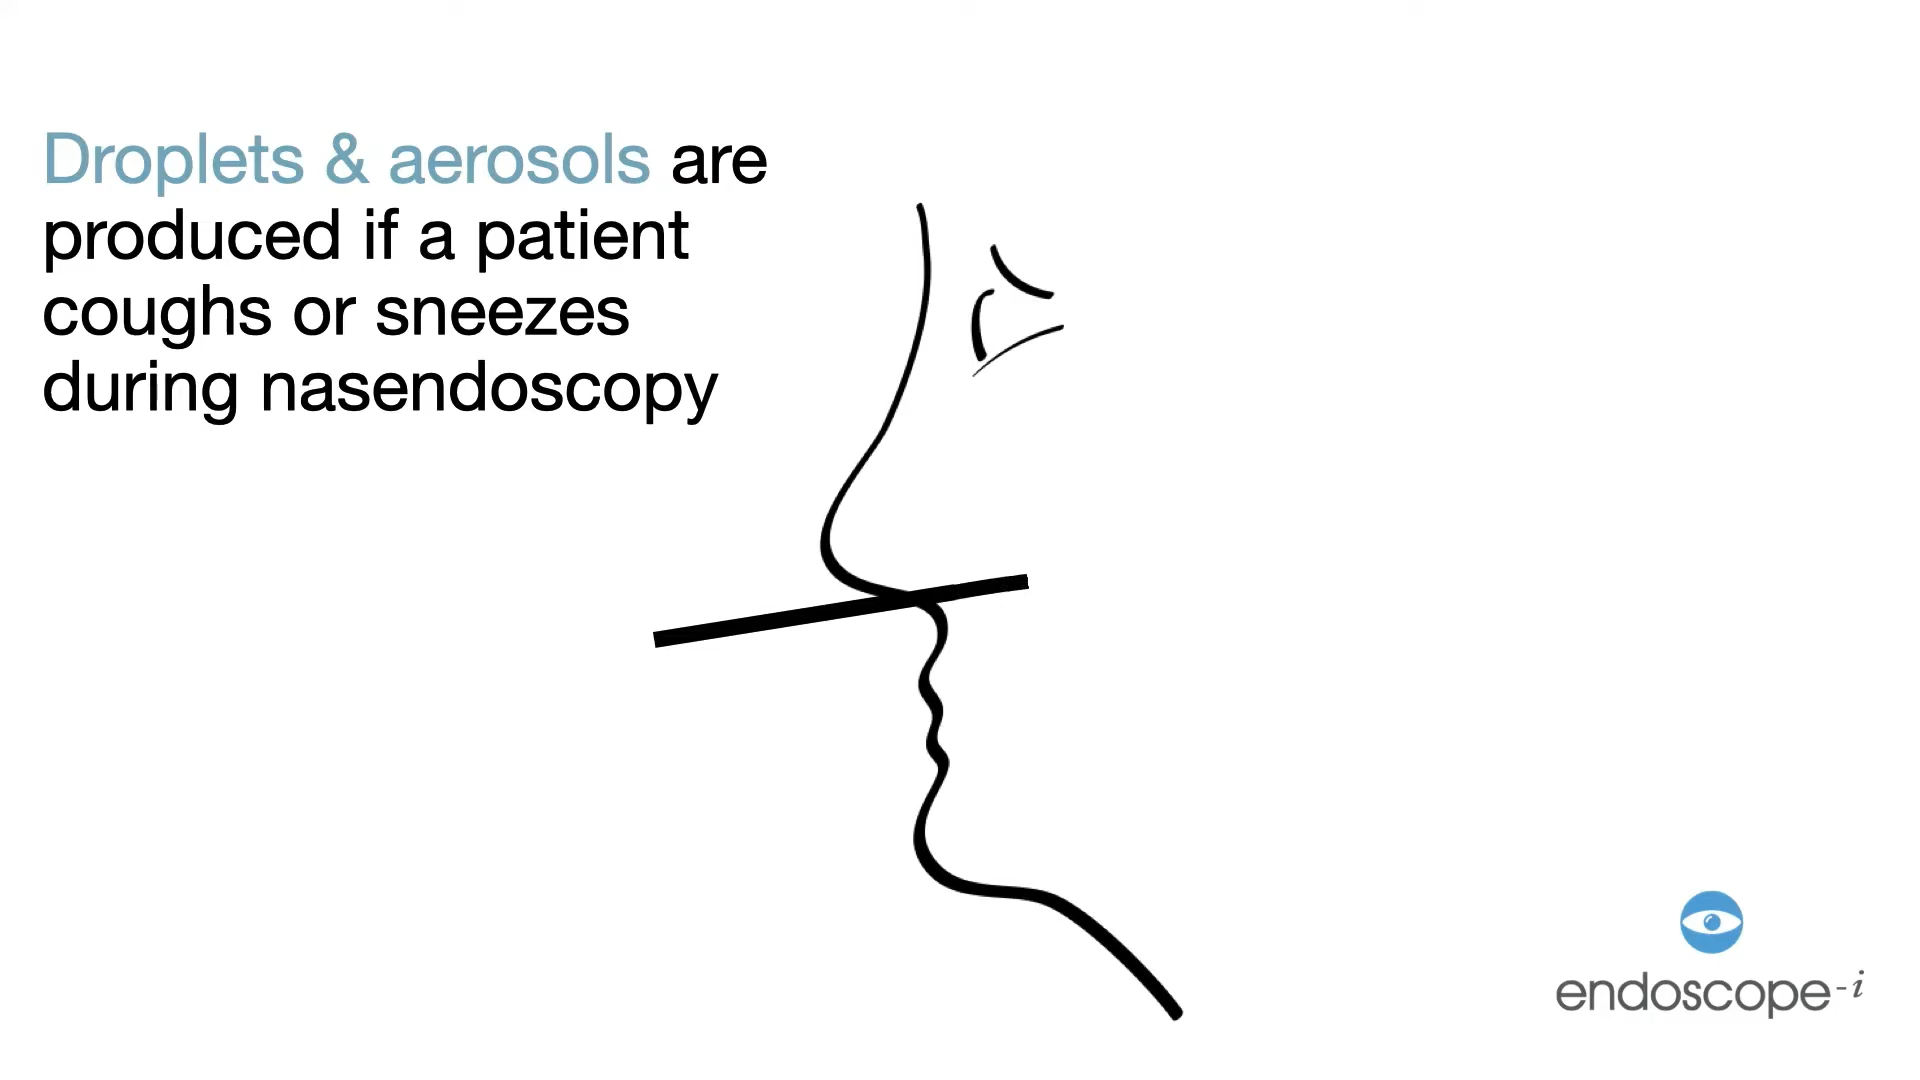 Droplets & aerosols are
produced if a patient
coughs or sneezes
during nasendoscopy
endoscope-i